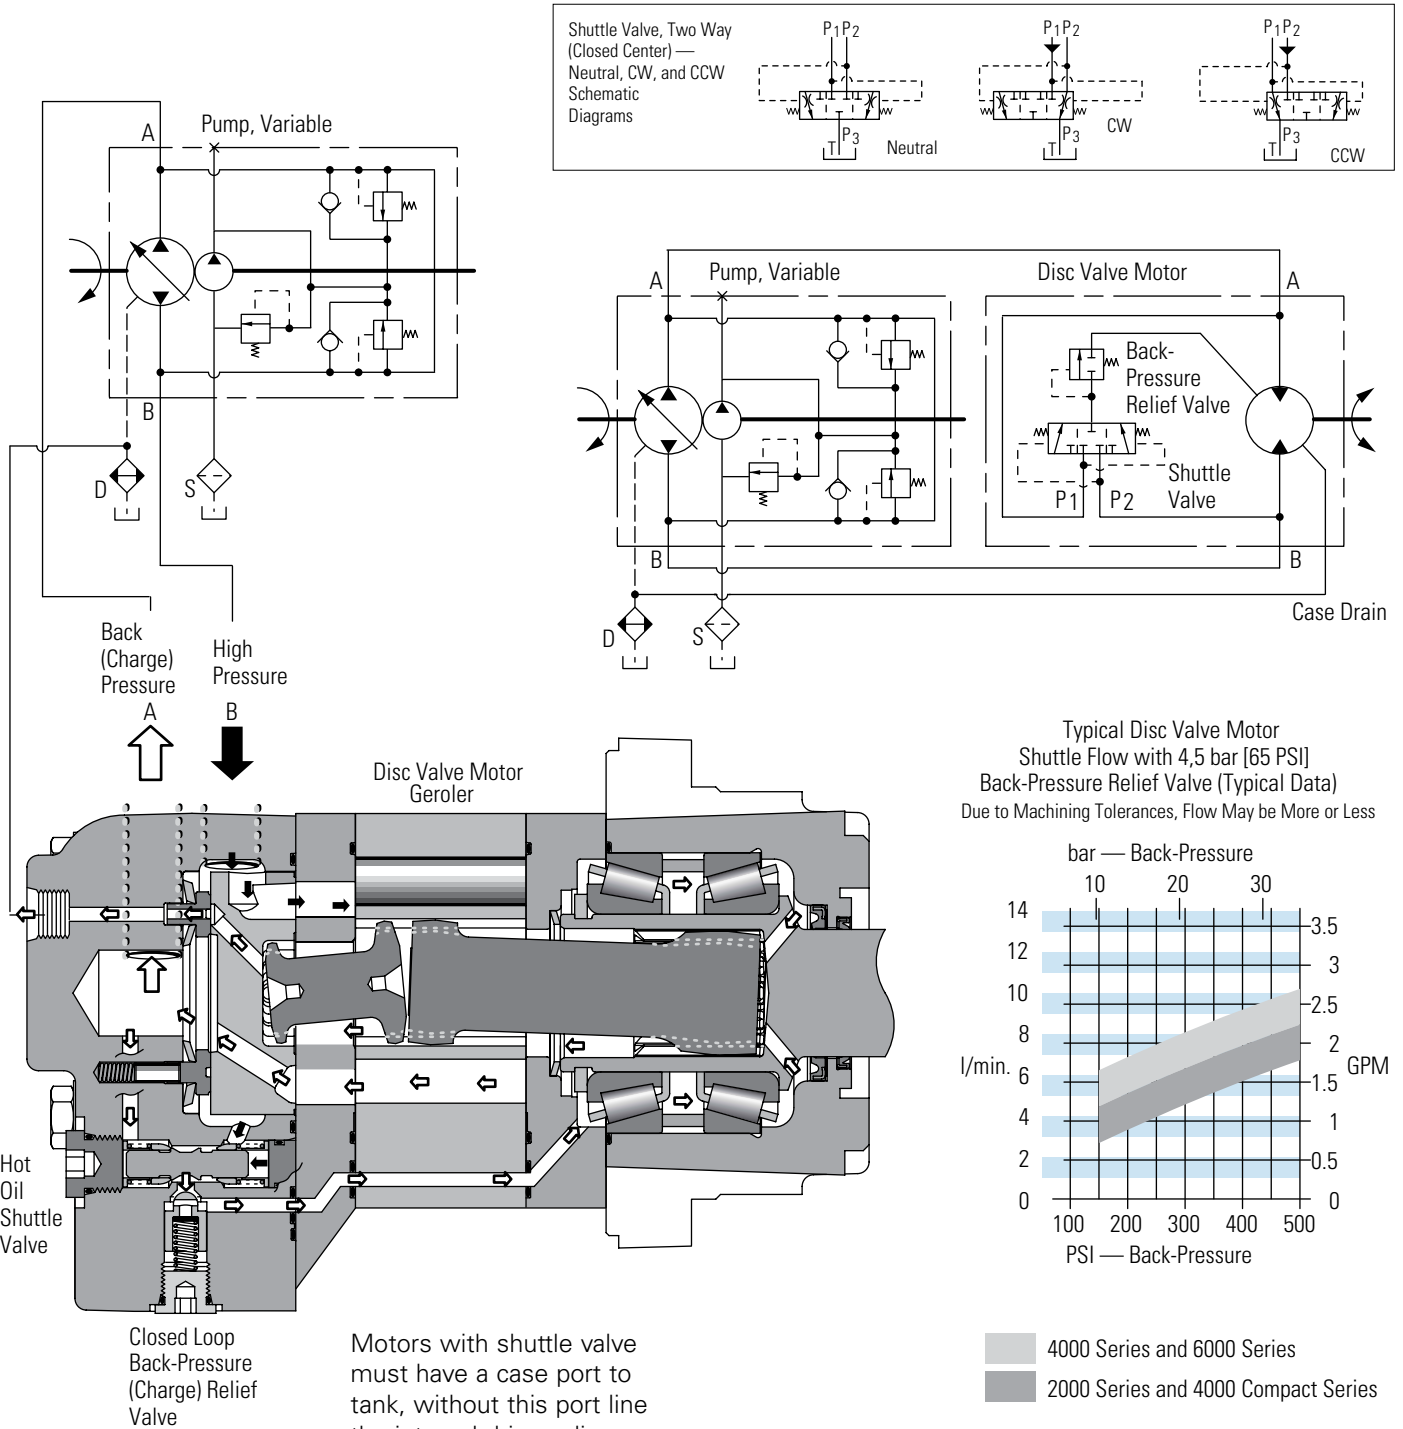 Shuttle Valve, Two Way
(Closed Center) —
Neutral, CW, and CCW
Schematic
Diagrams
P1 P2
T P3
Neutral
P1 P2
T P3
CW
P1 P2
T P3
CCW
A
Pump, Variable
B
D
S
A
Pump, Variable
B
D
S
Disc Valve Motor
A
Back-
Pressure
Relief Valve
Shuttle
Valve
P1 P2
B
Case Drain
Back
(Charge)
Pressure
A
High
Pressure
B
Disc Valve Motor
Geroler
Hot
Oil
Shuttle
Valve
Closed Loop
Back-Pressure
(Charge) Relief
Valve
Motors with shuttle valve
must have a case port to
tank, without this port line
Typical Disc Valve Motor
Shuttle Flow with 4,5 bar [65 PSI]
Back-Pressure Relief Valve (Typical Data)
Due to Machining Tolerances, Flow May be More or Less
bar — Back-Pressure
10 20 30
14 3.5
12 3
10 2.5
8 2
l/min. 6 1.5 GPM
4 1
2 0.5
0 0
100 200 300 400 500
PSI — Back-Pressure
4000 Series and 6000 Series
2000 Series and 4000 Compact Series